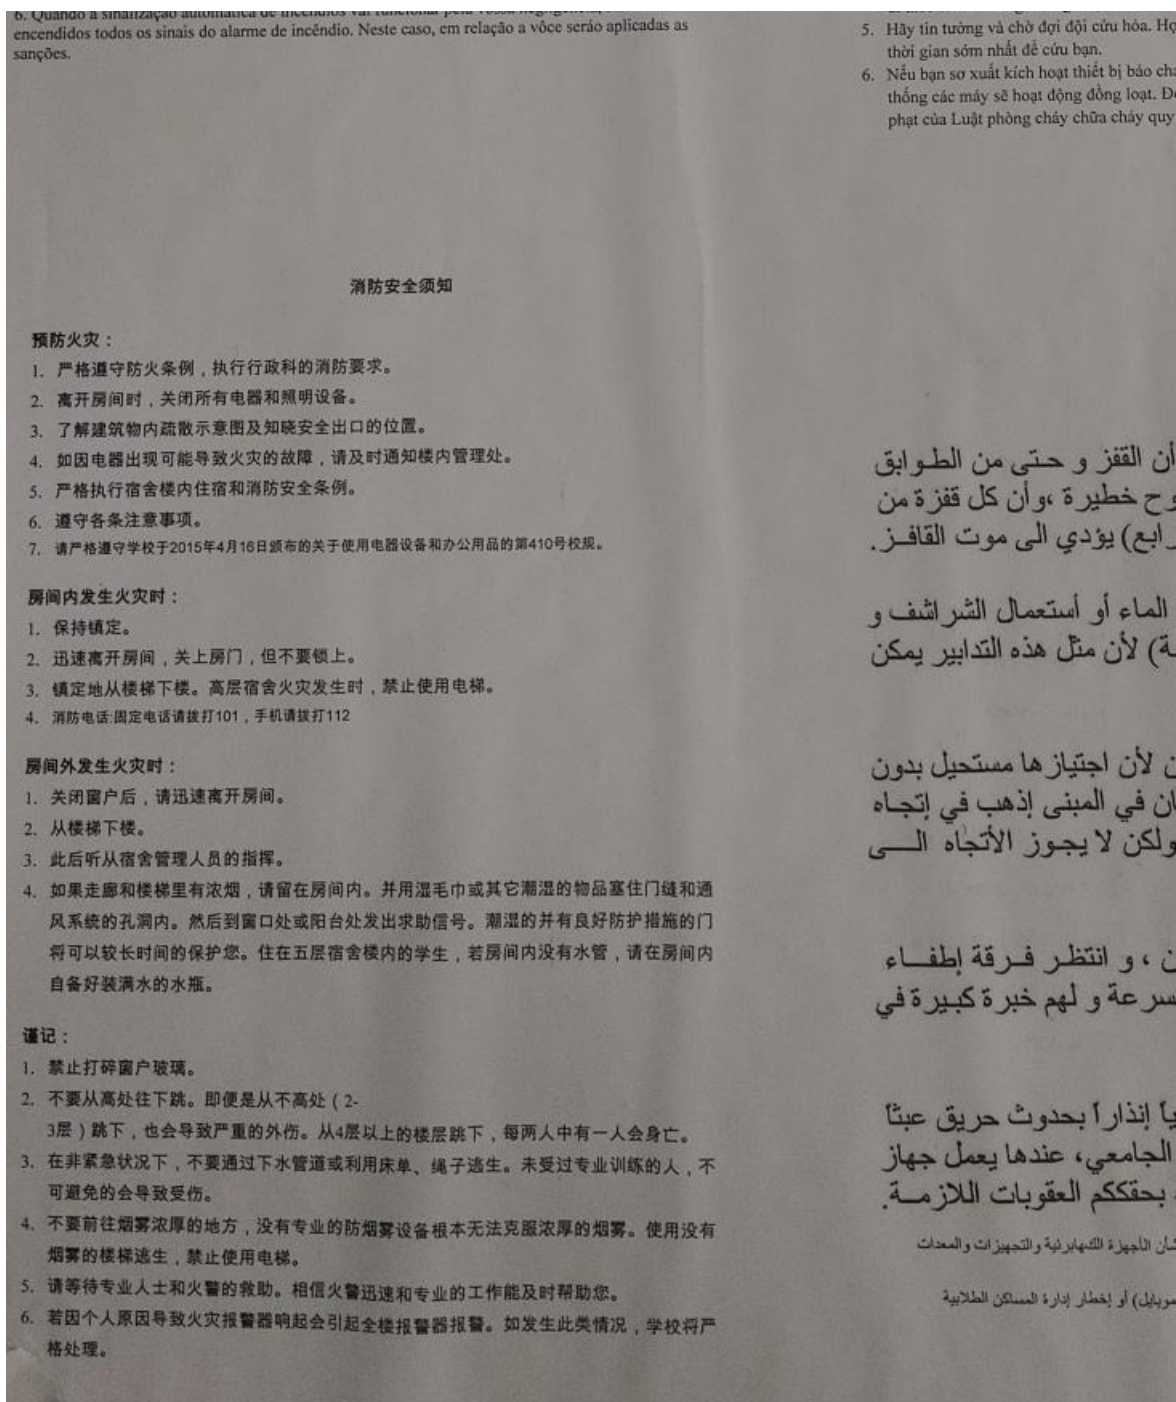 6. Quando a sinalização automática de incêndios vai funcionar pela vossa
encendidos todos os sinais do alarme de incêndio. Neste caso, em relação a vôce seráo aplicadas as
sanções.
5. Hãy tin tưởng và chờ đợi đội cứu hỏa. Họ
thời gian sớm nhất để cứu bạn.
6. Nếu bạn sơ xuất kích hoạt thiết bị báo
thống các máy sẽ hoạt động đồng loạt.
phạt của Luật phòng cháy chữa cháy quy
消防安全须知
预防火灾：
1. 严格遵守防火条例，执行行政科的消防要求。
2. 离开房间时，关闭所有电器和照明设备。
3. 了解建筑物内疏散示意图及知晓安全出口的位置。
4. 如因电器出现可能导致火灾的故障，请及时通知楼内管理处。
5. 严格执行宿舍楼内住宿和消防安全条例。
6. 遵守各条注意事项。
7. 请严格遵守学校于2015年4月16日颁布的关于使用电器设备和办公用品的第410号校规。
房间内发生火灾时：
1. 保持镇定。
2. 迅速离开房间，关上房门，但不要锁上。
3. 镇定地从楼梯下楼。高层宿舍火灾发生时，禁止使用电梯。
4. 消防电话:固定电话请拨打101，手机请拨打112
房间外发生火灾时：
1. 关闭窗户后，请迅速离开房间。
2. 从楼梯下楼。
3. 此后听从宿舍管理人员的指挥。
4. 如果走廊和楼梯里有浓烟，请留在房间内。并用湿毛巾或其它潮湿的物品塞住门缝和通
风系统的孔洞内。然后到窗口处或阳台处发出求助信号。潮湿的并有良好防护措施的门
将可以较长时间的保护您。住在五层宿舍楼内的学生，若房间内没有水管，请在房间内
自备好装满水的水瓶。
谨记：
1. 禁止打碎窗户玻璃。
2. 不要从高处往下跳。即便是从不高处（2-
3层）跳下，也会导致严重的外伤。从4层以上的楼层跳下，每两人中有一人会身亡。
3. 在非紧急状况下，不要通过下水管道或利用床单、绳子逃生。未受过专业训练的人，不
可避免的会导致受伤。
4. 不要前往烟雾浓厚的地方，没有专业的防烟雾设备根本无法克服浓厚的烟雾。使用没有
烟雾的楼梯逃生，禁止使用电梯。
5. 请等待专业人士和火警的救助。相信火警迅速和专业的工作能及时帮助您。
6. 若因个人原因导致火灾报警器响起会引起全楼报警器报警。如发生此类情况，学校将严
格处理。
أن القفز و حتى من الطوابق
وح خطيرة ،وأن كل قفزة من
رابع) يؤدي الى موت القافز.
الماء أو أستعمال الشراشف و
ة) لأن مثل هذه التدابير يمكن
ن لأن اجتيازها مستحيل بدون
ان في المبنى إذهب في إتجاه
ولكن لا يجوز الأتجاه الى
ن ، و انتظر فرقة إطفاء
سرعة و لهم خبرة كبيرة في
ياً إنذاراً بحدوث حريق عبثاً
الجامعي، عندها يعمل جهاز
بحقكم العقوبات اللازمة.
شأن الأجهزة الكهابرئية والتجهيزات والمعدات
موبايل) أو إخطار إدارة المساكن الطلابية